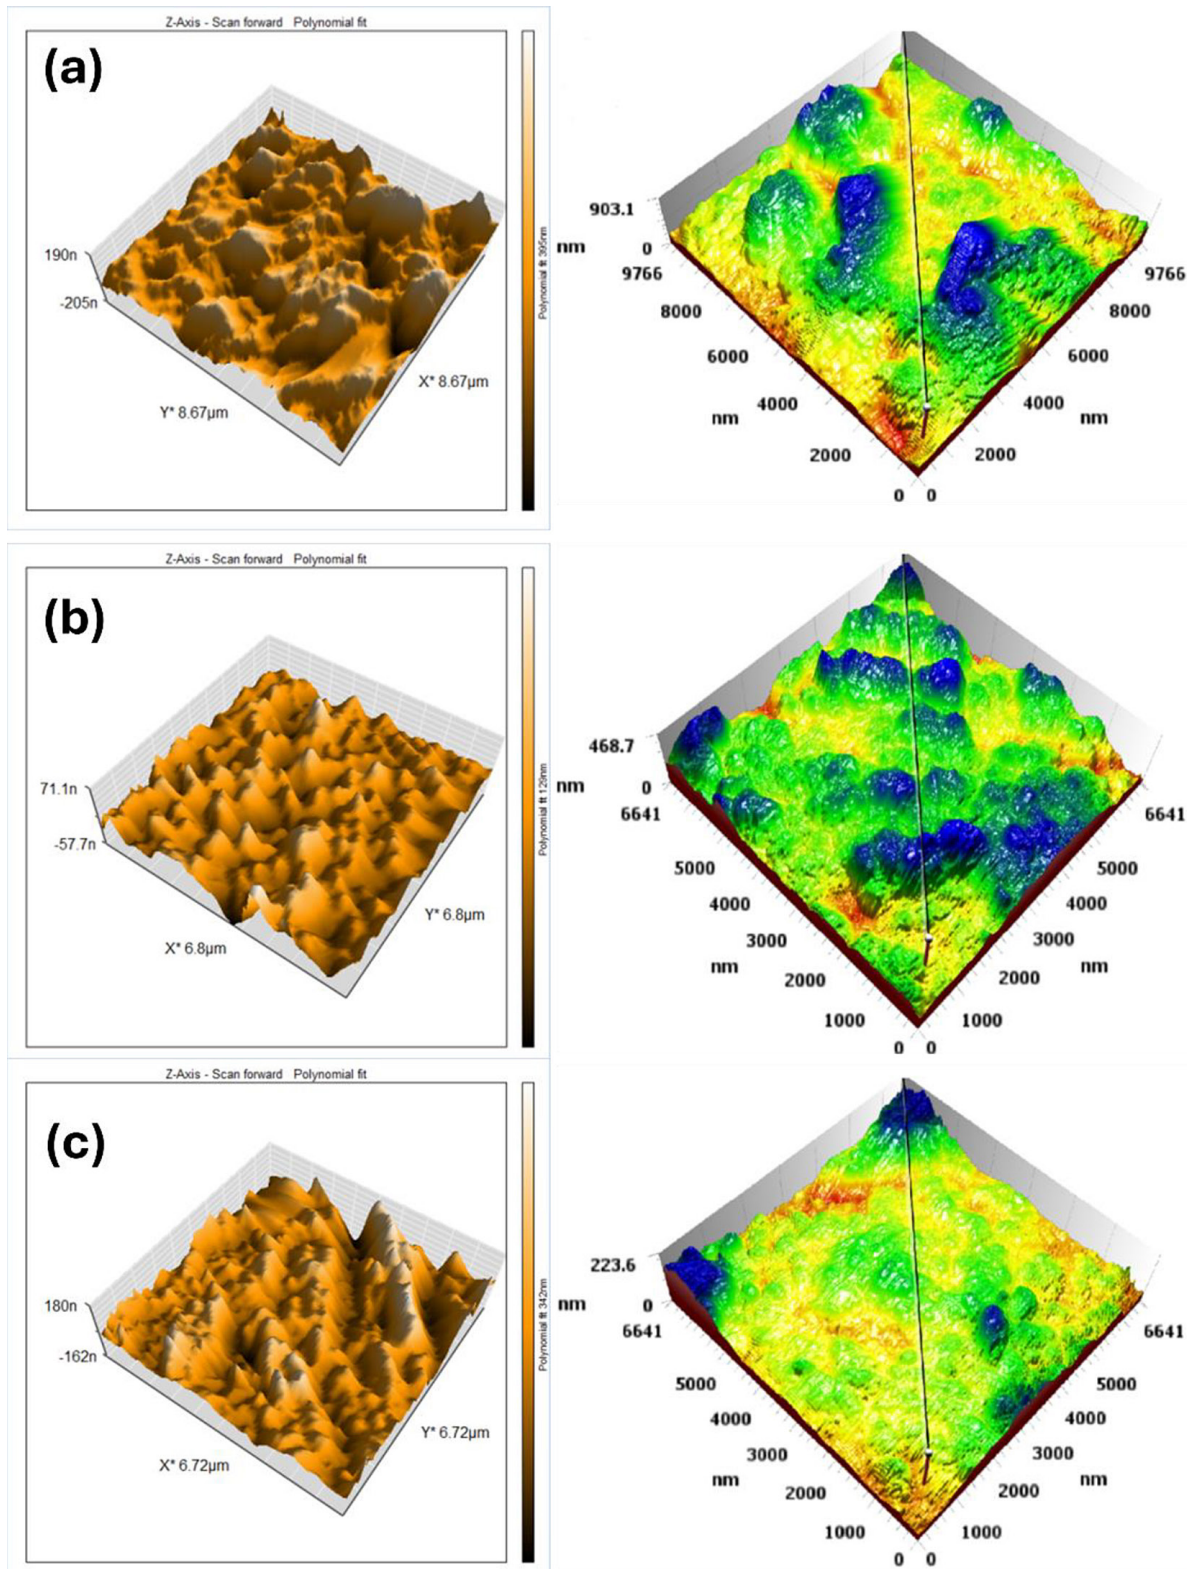 Z-Axis - Scan forward Polynomial fit
(a)
190n
-205n
Y* 8.67µm
X* 8.67µm
Polynomial fit 395nm
903.1
nm
0
9766
8000
6000
nm
4000
2000
0
0
2000
nm
4000
6000
8000
9766
Z-Axis - Scan forward Polynomial fit
(b)
71.1n
-57.7n
X* 6.8µm
Y* 6.8µm
Polynomial fit 129nm
468.7
nm
0
6641
5000
4000
3000
nm
2000
1000
0
0
1000
2000
nm
3000
4000
5000
6641
Z-Axis - Scan forward Polynomial fit
(c)
180n
-162n
X* 6.72µm
Y* 6.72µm
Polynomial fit 342nm
223.6
nm
0
6641
5000
4000
3000
nm
2000
1000
0
0
1000
2000
nm
3000
4000
5000
6641